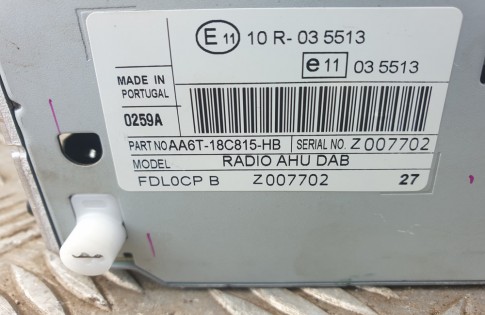 E 11 10 R- 03 5513
e 11 03 5513
MADE IN
PORTUGAL
0259A
PART NO AA6T-18C815-HB SERIAL NO. Z 007702
MODEL RADIO AHU DAB
FDL0CP B Z007702 27